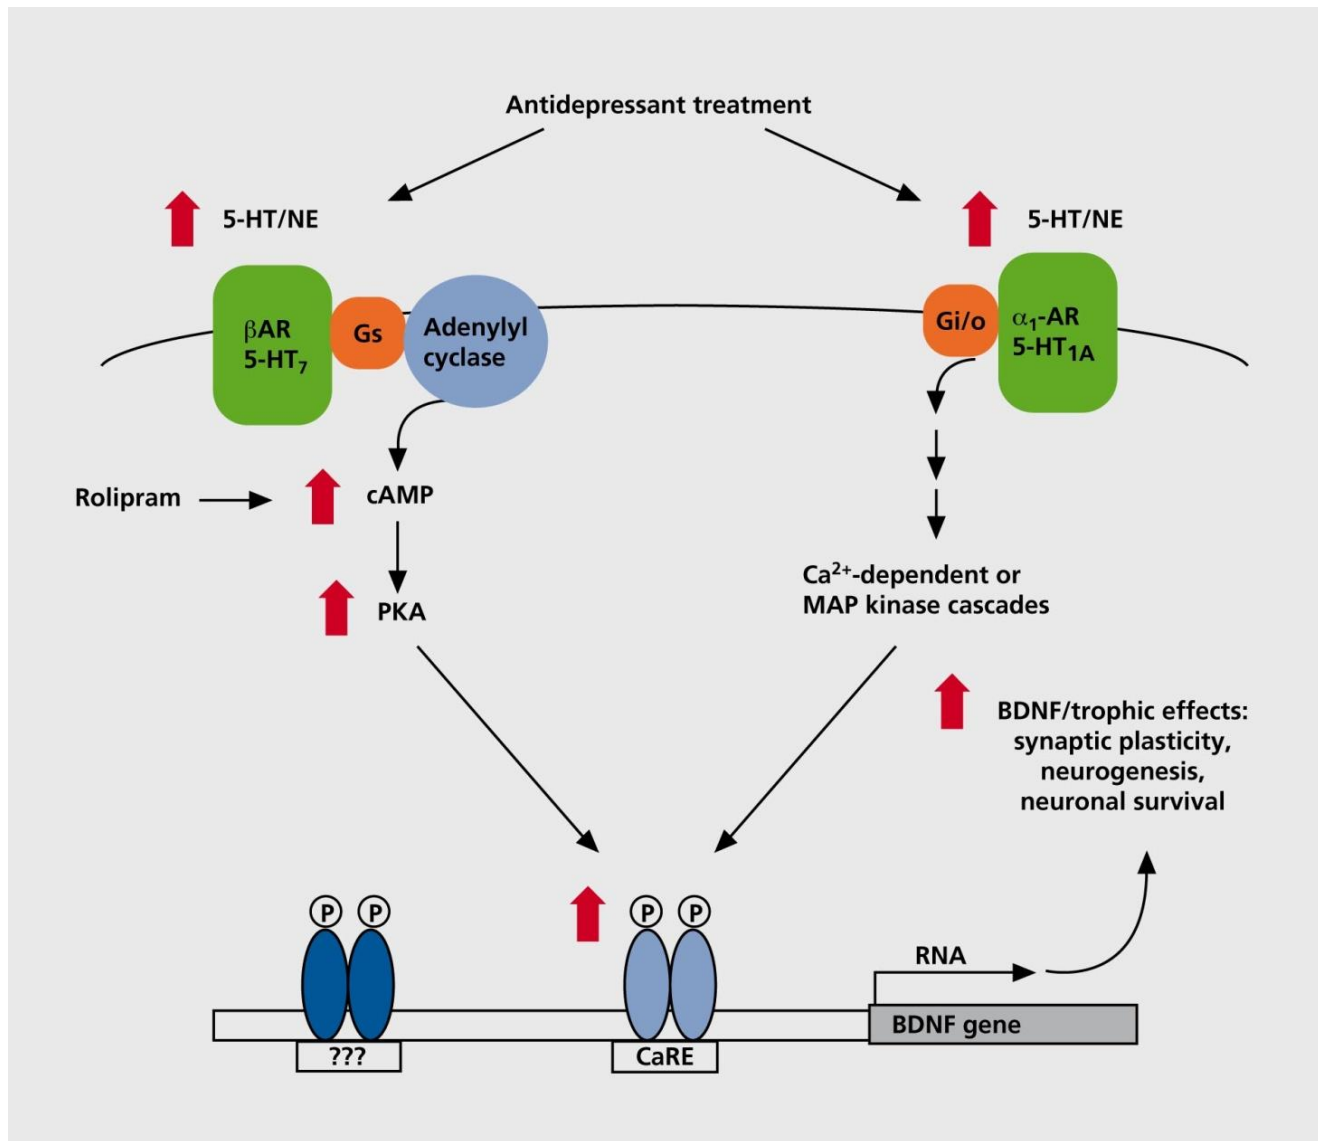 Antidepressant treatment
5-HT/NE
5-HT/NE
βAR
5-HT₇
Gs
Adenylyl
cyclase
Gi/o
α₁-AR
5-HT₁A
Rolipram
cAMP
PKA
Ca²⁺-dependent or
MAP kinase cascades
BDNF/trophic effects:
synaptic plasticity,
neurogenesis,
neuronal survival
P P
P P
RNA
BDNF gene
???
CaRE